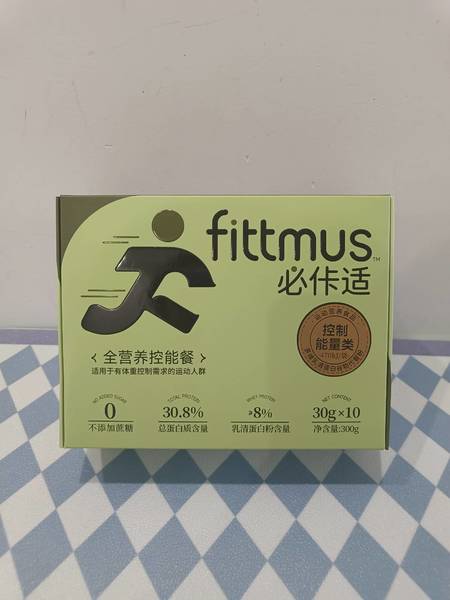 fittmus™
必佧适
全营养控能餐
适用于有体重控制需求的运动人群
运动营养食品
控制
能量类
NO ADDED SUGAR
0
不添加蔗糖
TOTAL PROTEIN
30.8%
总蛋白质含量
WHEY PROTEIN
≥8%
乳清蛋白粉含量
NET CONTENT
30g×10
净含量:300g